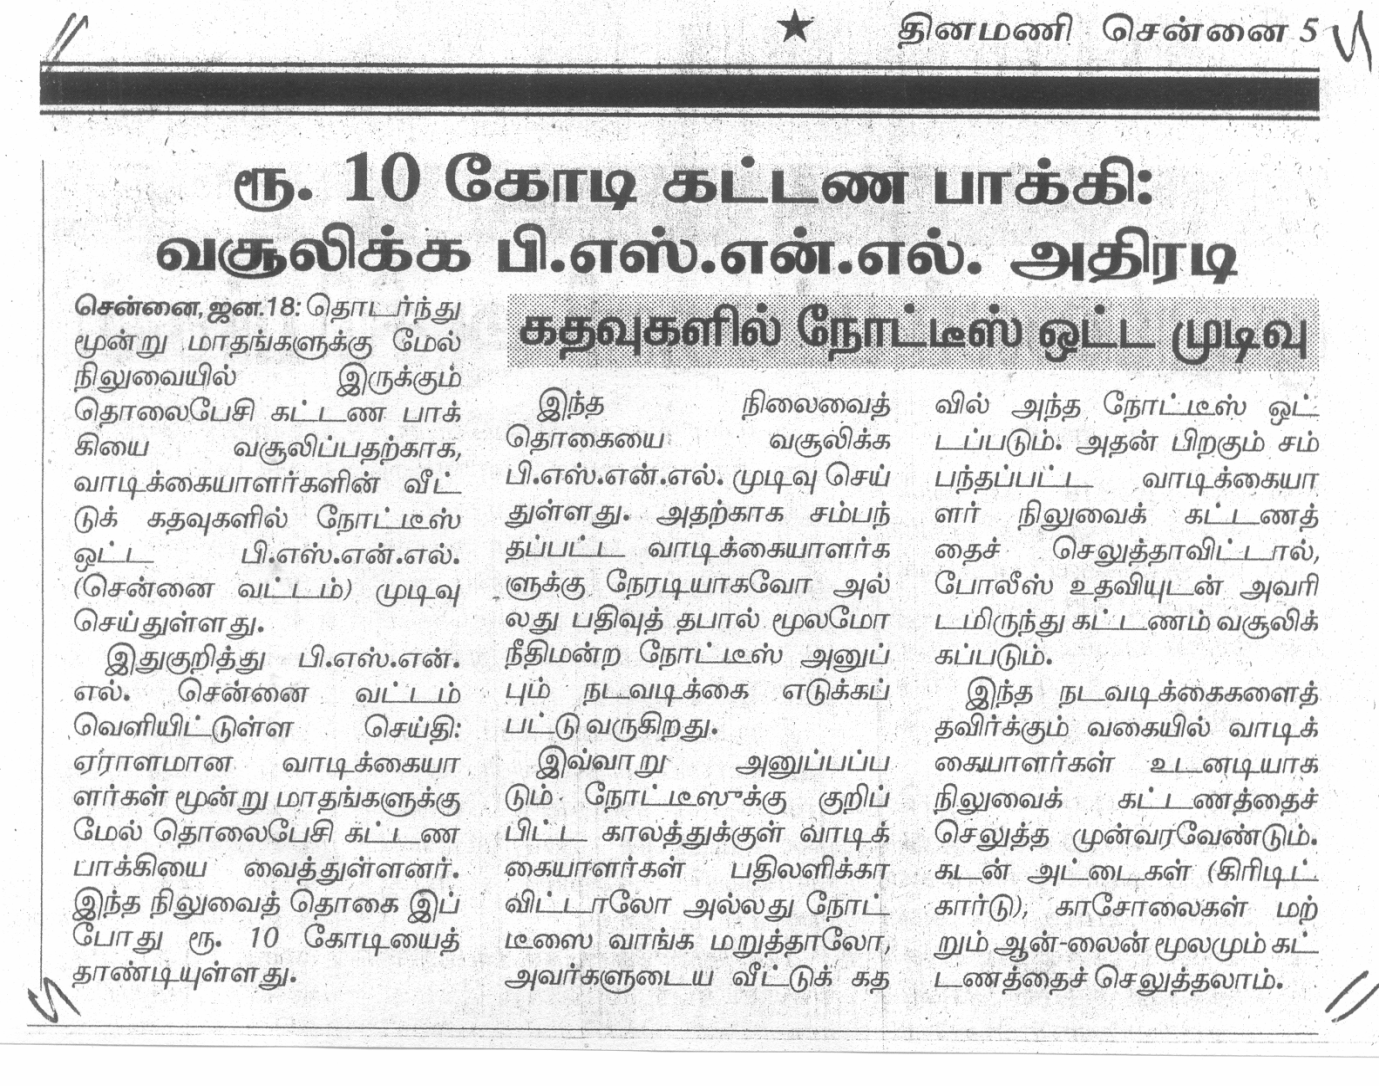 ★ தினமணி சென்னை 5
ரூ. 10 கோடி கட்டண பாக்கி:
வசூலிக்க பி.எஸ்.என்.எல். அதிரடி
கதவுகளில் நோட்டீஸ் ஒட்ட முடிவு
சென்னை, ஜன.18: தொடர்ந்து
மூன்று மாதங்களுக்கு மேல்
நிலுவையில் இருக்கும்
தொலைபேசி கட்டண பாக்
கியை வசூலிப்பதற்காக,
வாடிக்கையாளர்களின் வீட்
டுக் கதவுகளில் நோட்டீஸ்
ஒட்ட பி.எஸ்.என்.எல்.
(சென்னை வட்டம்) முடிவு
செய்துள்ளது.
இதுகுறித்து பி.எஸ்.என்.
எல். சென்னை வட்டம்
வெளியிட்டுள்ள செய்தி:
ஏராளமான வாடிக்கையா
ளர்கள் மூன்று மாதங்களுக்கு
மேல் தொலைபேசி கட்டண
பாக்கியை வைத்துள்ளனர்.
இந்த நிலுவைத் தொகை இப்
போது ரூ. 10 கோடியைத்
தாண்டியுள்ளது.
இந்த நிலைவைத்
தொகையை வசூலிக்க
பி.எஸ்.என்.எல். முடிவு செய்
துள்ளது. அதற்காக சம்பந்
தப்பட்ட வாடிக்கையாளர்க
ளுக்கு நேரடியாகவோ அல்
லது பதிவுத் தபால் மூலமோ
நீதிமன்ற நோட்டீஸ் அனுப்
பும் நடவடிக்கை எடுக்கப்
பட்டு வருகிறது.
இவ்வாறு அனுப்பப்ப
டும் நோட்டீஸுக்கு குறிப்
பிட்ட காலத்துக்குள் வாடிக்
கையாளர்கள் பதிலளிக்கா
விட்டாலோ அல்லது நோட்
டீஸை வாங்க மறுத்தாலோ,
அவர்களுடைய வீட்டுக் கத
வில் அந்த நோட்டீஸ் ஒட்
டப்படும். அதன் பிறகும் சம்
பந்தப்பட்ட வாடிக்கையா
ளர் நிலுவைக் கட்டணத்
தைச் செலுத்தாவிட்டால்,
போலீஸ் உதவியுடன் அவரி
டமிருந்து கட்டணம் வசூலிக்
கப்படும்.
இந்த நடவடிக்கைகளைத்
தவிர்க்கும் வகையில் வாடிக்
கையாளர்கள் உடனடியாக
நிலுவைக் கட்டணத்தைச்
செலுத்த முன்வரவேண்டும்.
கடன் அட்டைகள் (கிரிடிட்
கார்டு), காசோலைகள் மற்
றும் ஆன்-லைன் மூலமும் கட்
டணத்தைச் செலுத்தலாம்.